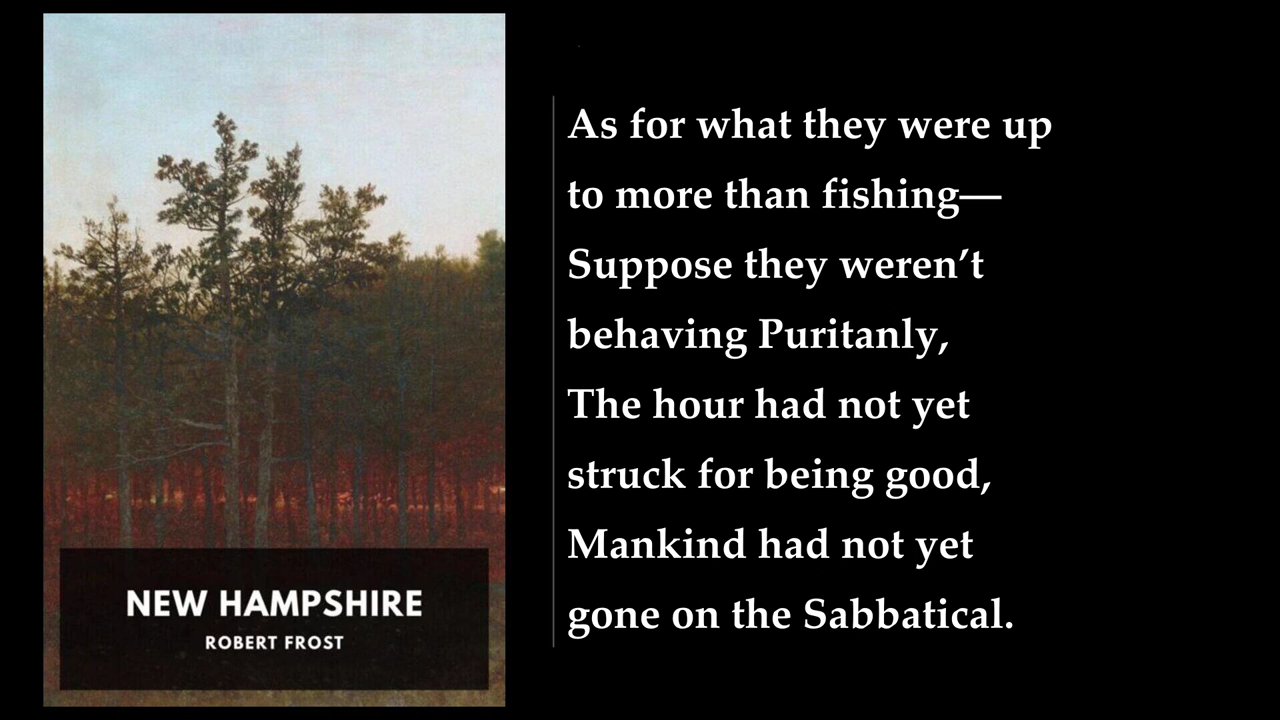 NEW HAMPSHIRE
ROBERT FROST
As for what they were up
to more than fishing—
Suppose they weren’t
behaving Puritanly,
The hour had not yet
struck for being good,
Mankind had not yet
gone on the Sabbatical.